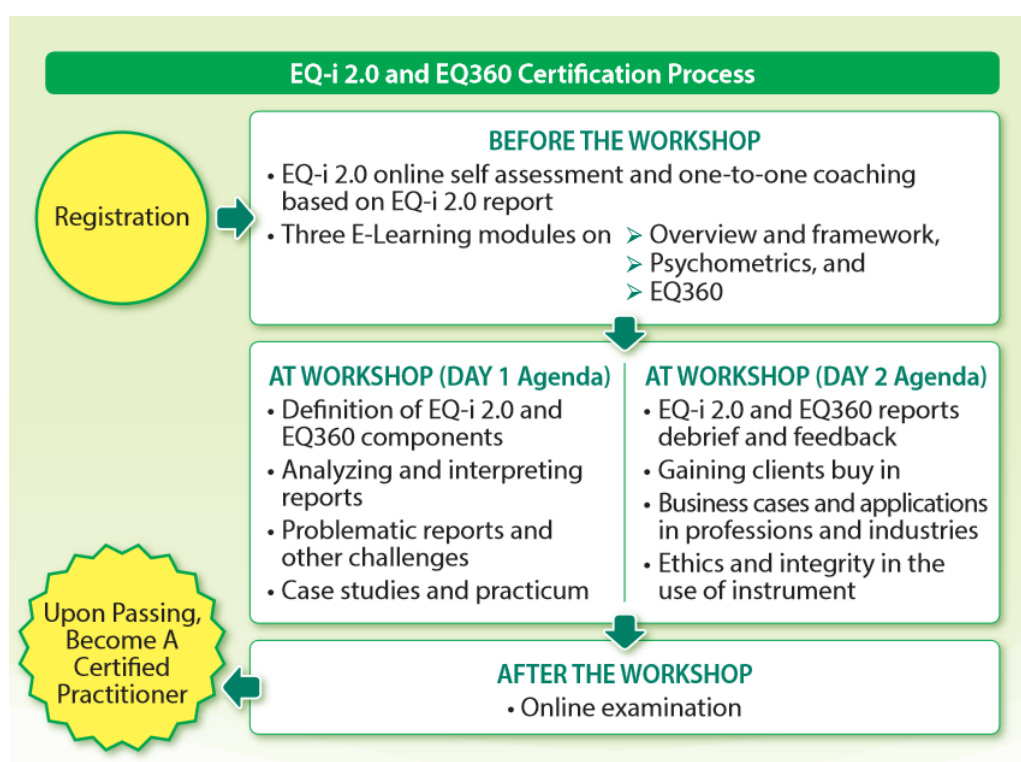 EQ-i 2.0 and EQ360 Certification Process
Registration
BEFORE THE WORKSHOP
• EQ-i 2.0 online self assessment and one-to-one coaching
based on EQ-i 2.0 report
• Three E-Learning modules on ➢ Overview and framework,
➢ Psychometrics, and
➢ EQ360
AT WORKSHOP (DAY 1 Agenda)
• Definition of EQ-i 2.0 and
EQ360 components
• Analyzing and interpreting
reports
• Problematic reports and
other challenges
• Case studies and practicum
AT WORKSHOP (DAY 2 Agenda)
• EQ-i 2.0 and EQ360 reports
debrief and feedback
• Gaining clients buy in
• Business cases and applications
in professions and industries
• Ethics and integrity in the
use of instrument
AFTER THE WORKSHOP
• Online examination
Upon Passing,
Become A
Certified
Practitioner